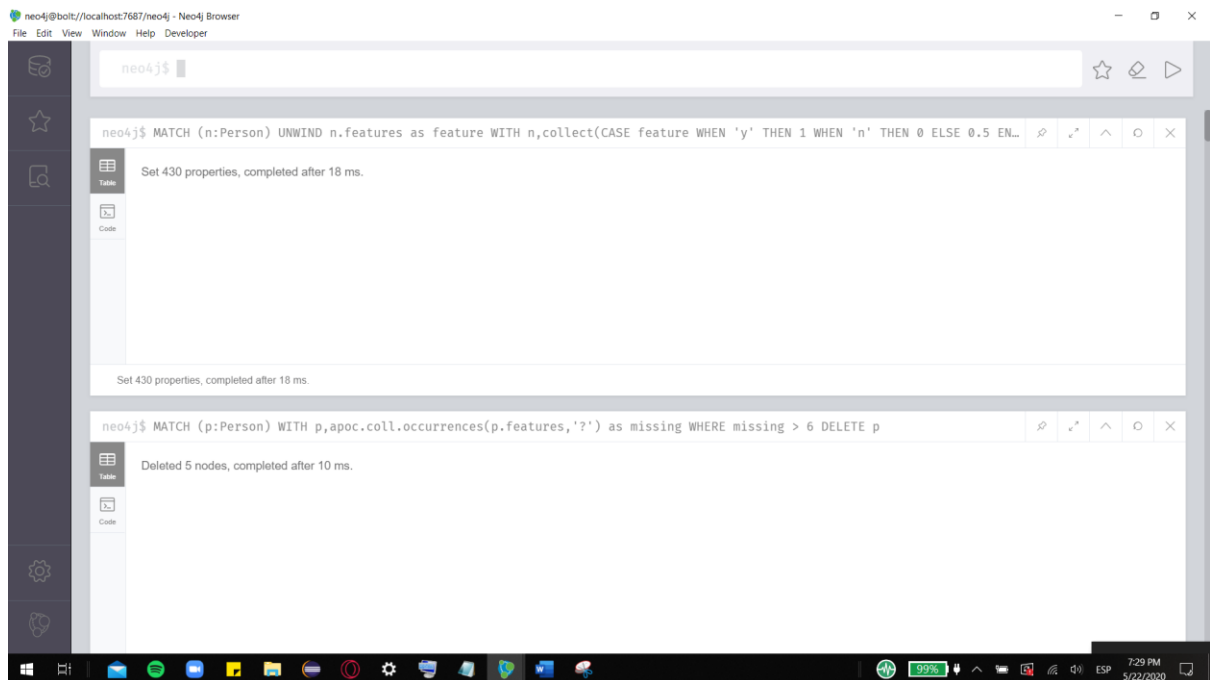 neo4j@bolt://localhost:7687/neo4j - Neo4j Browser
File Edit View Window Help Developer
neo4j$
neo4j$ MATCH (n:Person) UNWIND n.features as feature WITH n,collect(CASE feature WHEN 'y' THEN 1 WHEN 'n' THEN 0 ELSE 0.5 EN…
Table
Set 430 properties, completed after 18 ms.
Code
Set 430 properties, completed after 18 ms.
neo4j$ MATCH (p:Person) WITH p,apoc.coll.occurrences(p.features,'?') as missing WHERE missing > 6 DELETE p
Table
Deleted 5 nodes, completed after 10 ms.
Code
99% ESP 7:29 PM
5/22/2020